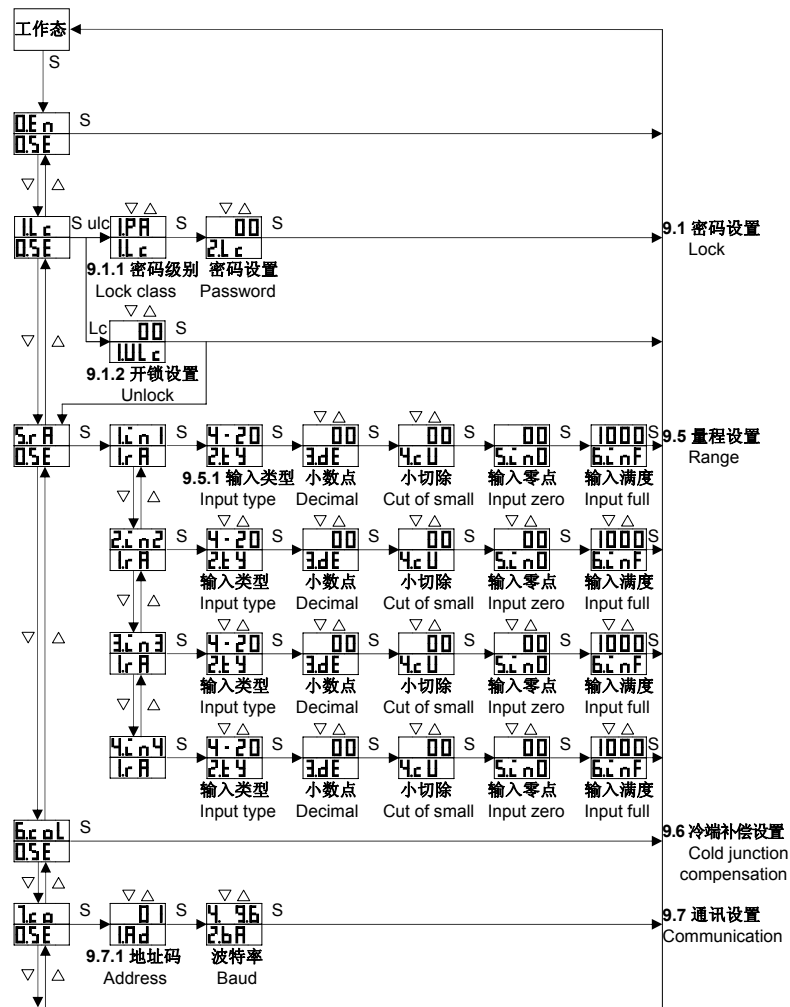 工作态
S
0.En S
0.SE
▽ △
▽ △ ▽ △
1.Lc S ulc 1.PA S 00 S 9.1 密码设置
0.SE 1.Lc 2.Lc Lock
9.1.1 密码级别 密码设置
Lock class Password
▽ △
▽ △ Lc 00 S
1.ULc
9.1.2 开锁设置
Unlock
▽ △ ▽ △
5.rA S 1.in1 S 4-20 S 00 S 00 S 00 S 1000 S 9.5 量程设置
0.SE 1.rA 2.ty 3.dE 4.cU 5.in0 6.inF Range
9.5.1 输入类型 小数点 小切除 输入零点 输入满度
Input type Decimal Cut of small Input zero Input full
▽ △ ▽ △ ▽ △ ▽ △ ▽ △ ▽ △
2.in2 S 4-20 S 00 S 00 S 00 S 1000 S
1.rA 2.ty 3.dE 4.cU 5.in0 6.inF
输入类型 小数点 小切除 输入零点 输入满度
Input type Decimal Cut of small Input zero Input full
▽ △ ▽ △ ▽ △ ▽ △ ▽ △ ▽ △
▽ △ 3.in3 S 4-20 S 00 S 00 S 00 S 1000 S
1.rA 2.ty 3.dE 4.cU 5.in0 6.inF
输入类型 小数点 小切除 输入零点 输入满度
Input type Decimal Cut of small Input zero Input full
▽ △ ▽ △ ▽ △ ▽ △ ▽ △ ▽ △
4.in4 S 4-20 S 00 S 00 S 00 S 1000 S
1.rA 2.ty 3.dE 4.cU 5.in0 6.inF
输入类型 小数点 小切除 输入零点 输入满度
Input type Decimal Cut of small Input zero Input full
6.coL S 9.6 冷端补偿设置
0.SE Cold junction
compensation
▽ △
▽ △ ▽ △
7.co S 01 S 4. 9.6 S 9.7 通讯设置
0.SE 1.Ad 2.bA Communication
9.7.1 地址码 波特率
Address Baud
▽ △